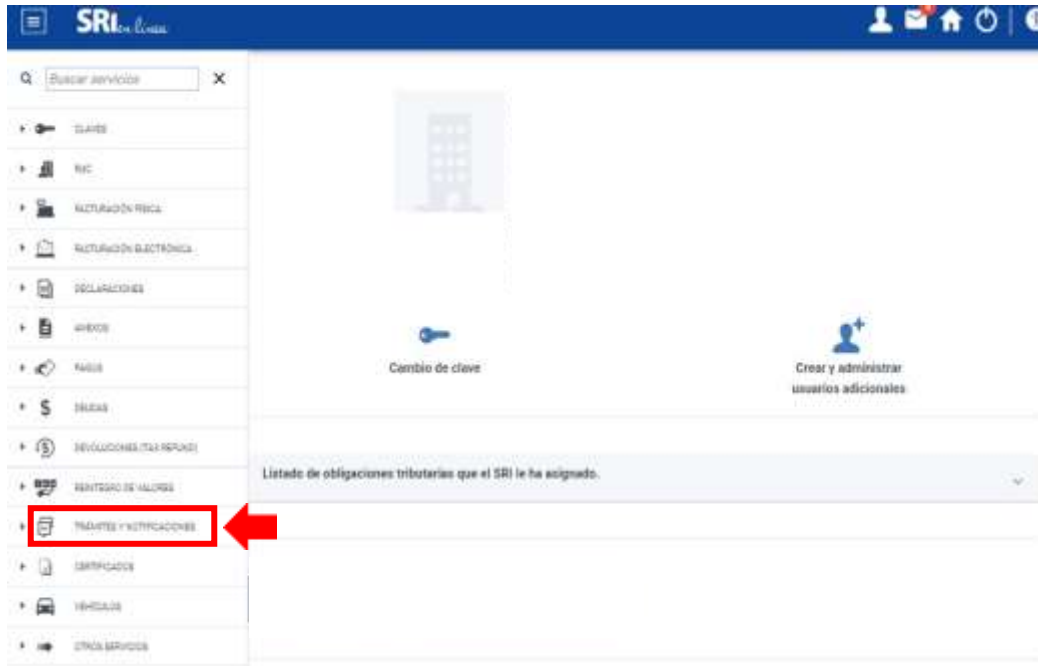 SRi en línea
Buscar servicios
CLAVES
RUC
FACTURACIÓN FÍSICA
FACTURACIÓN ELECTRÓNICA
DECLARACIONES
ANEXOS
PAGOS
DEUDAS
DEVOLUCIONES (TAX REFUND)
REINTEGRO DE VALORES
TRÁMITES Y NOTIFICACIONES
CERTIFICADOS
VEHÍCULOS
OTROS SERVICIOS
Cambio de clave
Crear y administrar
usuarios adicionales
Listado de obligaciones tributarias que el SRI le ha asignado.